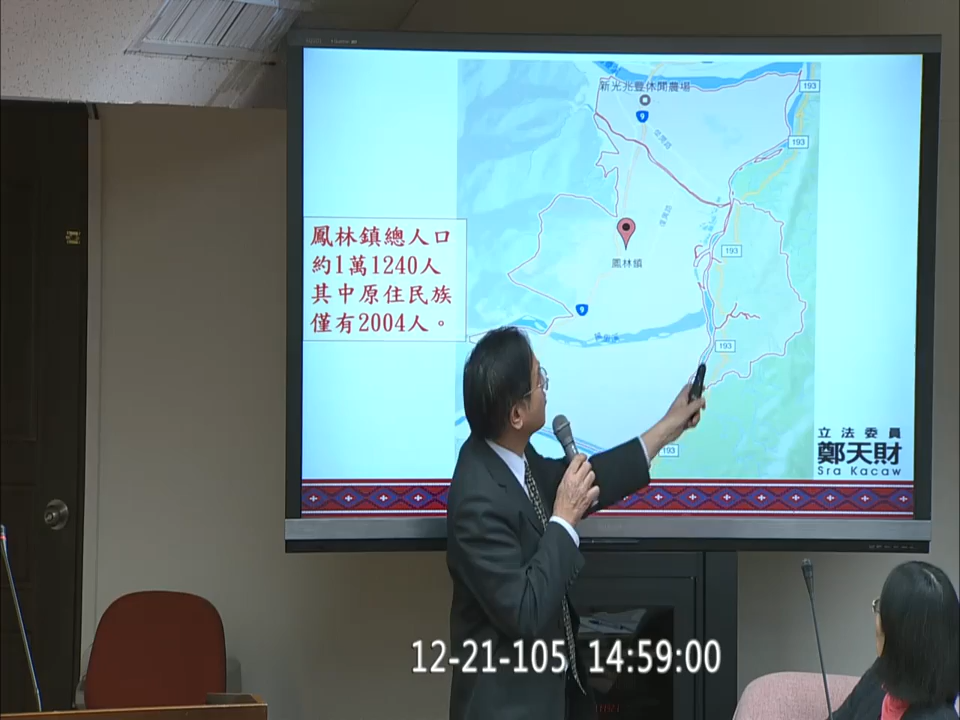 新光兆豐休閒農場
193
9
193
193
鳳林鎮
9
193
193
鳳林鎮總人口
約1萬1240人
其中原住民族
僅有2004人。
立法委員
鄭天財
Sra Kacaw
12-21-105 14:59:00